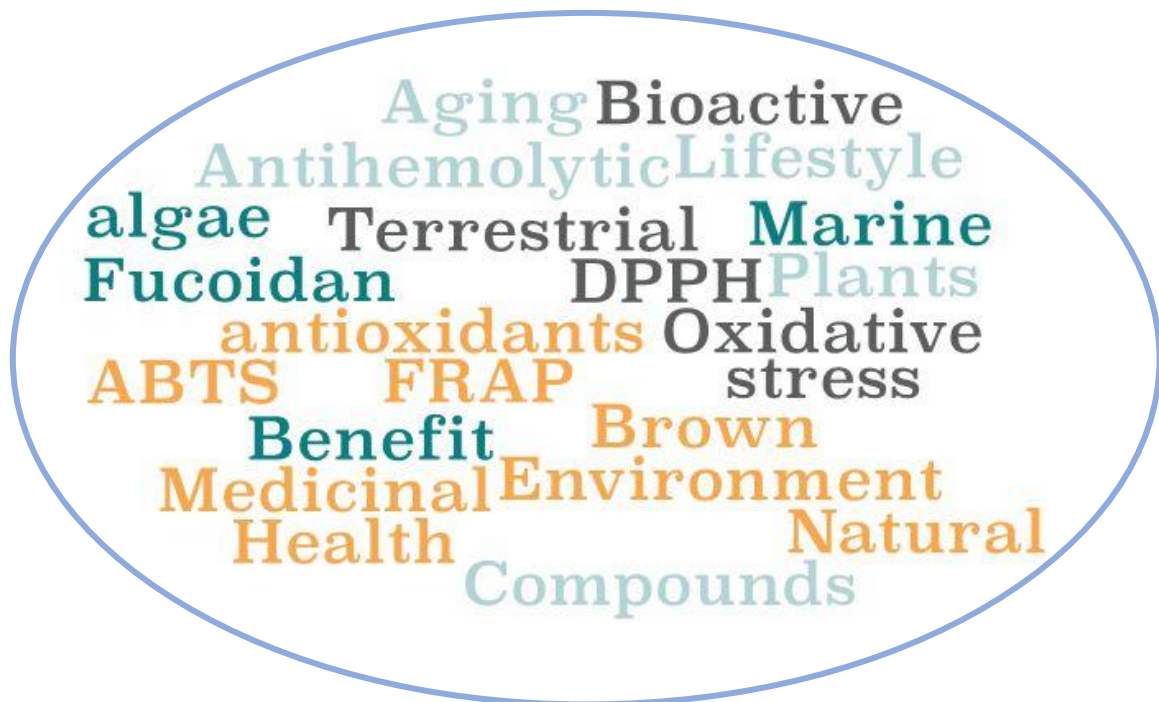 Aging Bioactive
Antihemolytic Lifestyle
algae Terrestrial Marine
Fucoidan DPPH Plants
antioxidants Oxidative
ABTS FRAP stress
Benefit Brown
Medicinal Environment
Health Natural
Compounds